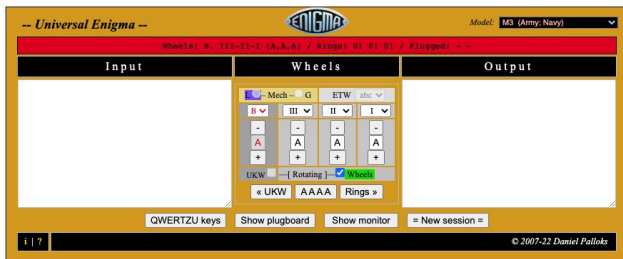 -- Universal Enigma --
ENIGMA
Model: M3 (Army; Navy)
Wheels: B. III-II-I [A,A,A] / Rings: 01 01 01 / Plugged: - -
Input
Wheels
Output
L – Mech – G
ETW abc
B III II I
- - - -
A A A A
+ + + +
UKW —[ Rotating ]— Wheels
« UKW AAAA Rings »
QWERTZU keys Show plugboard Show monitor = New session =
i | ? © 2007-22 Daniel Palloks